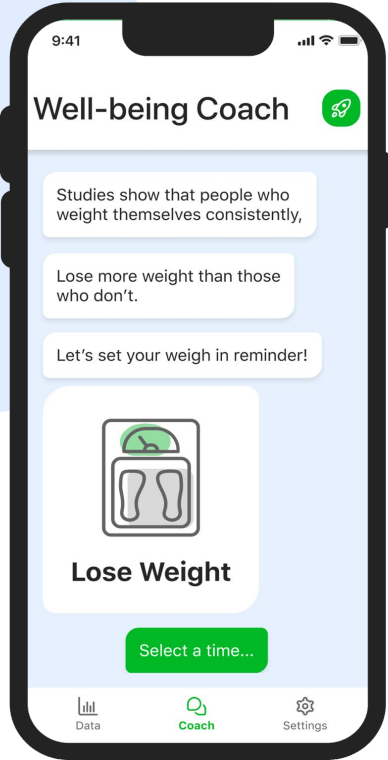 9:41
Well-being Coach
Studies show that people who
weight themselves consistently,
Lose more weight than those
who don’t.
Let’s set your weigh in reminder!
Lose Weight
Select a time...
Data
Coach
Settings